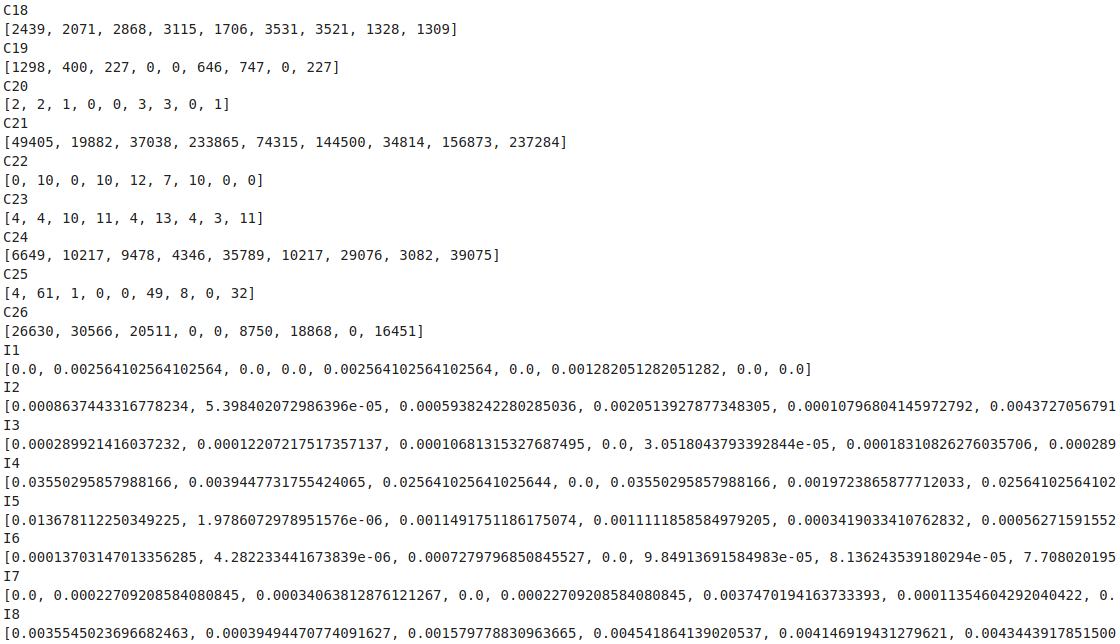 C18
[2439, 2071, 2868, 3115, 1706, 3531, 3521, 1328, 1309]
C19
[1298, 400, 227, 0, 0, 646, 747, 0, 227]
C20
[2, 2, 1, 0, 0, 3, 3, 0, 1]
C21
[49405, 19882, 37038, 233865, 74315, 144500, 34814, 156873, 237284]
C22
[0, 10, 0, 10, 12, 7, 10, 0, 0]
C23
[4, 4, 10, 11, 4, 13, 4, 3, 11]
C24
[6649, 10217, 9478, 4346, 35789, 10217, 29076, 3082, 39075]
C25
[4, 61, 1, 0, 0, 49, 8, 0, 32]
C26
[26630, 30566, 20511, 0, 0, 8750, 18868, 0, 16451]
I1
[0.0, 0.002564102564102564, 0.0, 0.0, 0.002564102564102564, 0.0, 0.001282051282051282, 0.0, 0.0]
I2
[0.0008637443316778234, 5.398402072986396e-05, 0.0005938242280285036, 0.0020513927877348305, 0.00010796804145972792, 0.0043727056791
I3
[0.000289921416037232, 0.00012207217517357137, 0.00010681315327687495, 0.0, 3.0518043793392844e-05, 0.00018310826276035706, 0.000289
I4
[0.03550295857988166, 0.0039447731755424065, 0.025641025641025644, 0.0, 0.03550295857988166, 0.0019723865877712033, 0.02564102564102
I5
[0.013678112250349225, 1.9786072978951576e-06, 0.0011491751186175074, 0.0011111858584979205, 0.0003419033410762832, 0.00056271591552
I6
[0.00013703147013356285, 4.282233441673839e-06, 0.0007279796850845527, 0.0, 9.84913691584983e-05, 8.136243539180294e-05, 7.708020195
I7
[0.0, 0.00022709208584080845, 0.00034063812876121267, 0.0, 0.00022709208584080845, 0.0037470194163733393, 0.00011354604292040422, 0.
I8
[0.0035545023696682463, 0.00039494470774091627, 0.001579778830963665, 0.004541864139020537, 0.004146919431279621, 0.0043443917851500